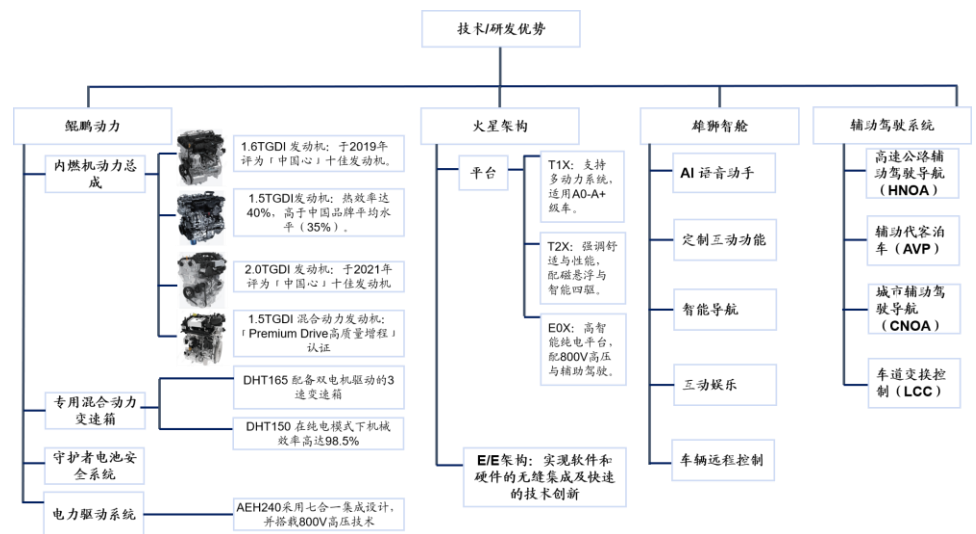 技术/研发优势
鲲鹏动力
内燃机动力总
成
1.6TGDI 发动机：于2019年
评为「中国心」十佳发动机。
1.5TGDI发动机：热效率达
40%，高于中国品牌平均水
平（35%）。
2.0TGDI 发动机：于2021年
评为「中国心」十佳发动机
1.5TGDI 混合动力发动机：
「Premium Drive高质量增程」
认证
专用混合动力
变速箱
DHT165 配备双电机驱动的3
速变速箱
DHT150 在纯电模式下机械
效率高达98.5%
守护者电池安
全系统
电力驱动系统
AEH240采用七合一集成设计，
并搭载800V高压技术
火星架构
平台
T1X：支持
多动力系统，
适用A0-A+
级车。
T2X：强调舒
适与性能，
配磁悬浮与
智能四驱。
E0X：高智
能纯电平台，
配800V高压
与辅助驾驶。
E/E架构：实现软件和
硬件的无缝集成及快速
的技术创新
雄狮智舱
AI 语音动手
定制互动功能
智能导航
互动娱乐
车辆远程控制
辅助驾驶系统
高速公路辅
助驾驶导航
（HNOA）
辅助代客泊
车（AVP）
城市辅助驾
驶导航
（CNOA）
车道变换控
制（LCC）